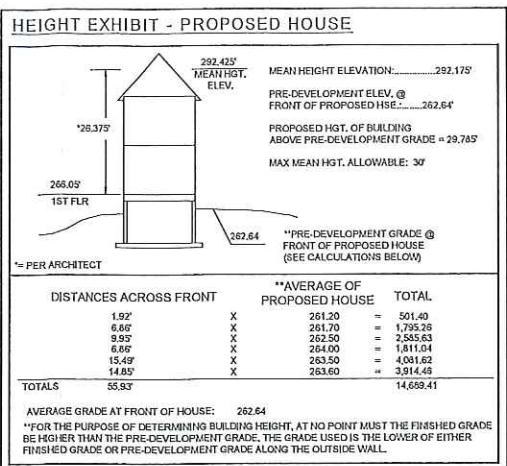 HEIGHT EXHIBIT - PROPOSED HOUSE
292.425'
MEAN HGT.
ELEV.
*26.375'
266.05'
1ST FLR
262.64
*= PER ARCHITECT
MEAN HEIGHT ELEVATION:...............292.175'
PRE-DEVELOPMENT ELEV. @
FRONT OF PROPOSED HSE.:........262.64'
PROPOSED HGT. OF BUILDING
ABOVE PRE-DEVELOPMENT GRADE = 29.785'
MAX MEAN HGT. ALLOWABLE: 30'
**PRE-DEVELOPMENT GRADE @
FRONT OF PROPOSED HOUSE
(SEE CALCULATIONS BELOW)
DISTANCES ACROSS FRONT **AVERAGE OF PROPOSED HOUSE TOTAL
1.92' X 261.20 = 501.40
6.86' X 261.70 = 1,795.26
9.95' X 262.50 = 2,585.63
6.86' X 264.00 = 1,811.04
15.49' X 263.50 = 4,081.62
14.85' X 263.60 = 3,914.46
TOTALS 55.93' 14,689.41
AVERAGE GRADE AT FRONT OF HOUSE: 262.64
**FOR THE PURPOSE OF DETERMINING BUILDING HEIGHT, AT NO POINT MUST THE FINISHED GRADE
BE HIGHER THAN THE PRE-DEVELOPMENT GRADE. THE GRADE USED IS THE LOWER OF EITHER
FINISHED GRADE OR PRE-DEVELOPMENT GRADE ALONG THE OUTSIDE WALL.